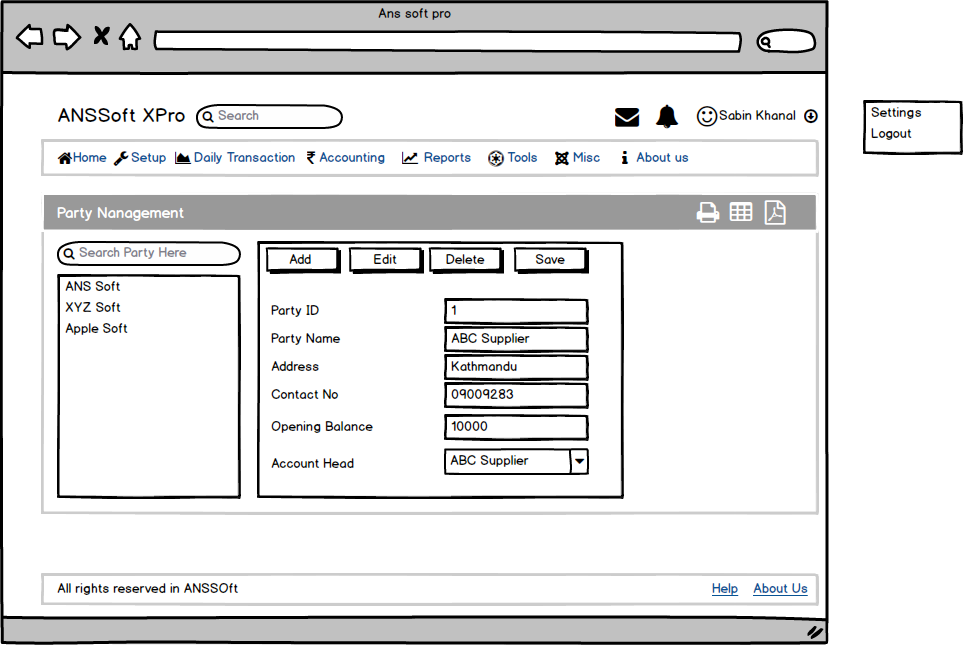 Ans soft pro
ANSSoft XPro Search Sabin Khanal
Settings
Logout
Home Setup Daily Transaction Accounting Reports Tools Misc About us
Party Nanagement
Search Party Here
ANS Soft
XYZ Soft
Apple Soft
Add Edit Delete Save
Party ID 1
Party Name ABC Supplier
Address Kathmandu
Contact No 09009283
Opening Balance 10000
Account Head ABC Supplier
All rights reserved in ANSSOft Help About Us